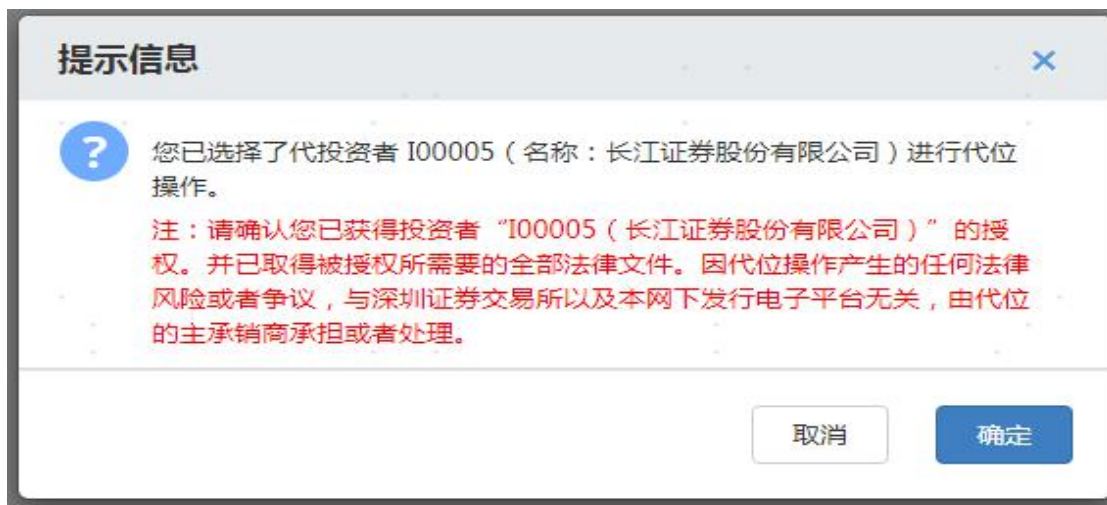 提示信息
您已选择了代投资者 I00005（名称：长江证券股份有限公司）进行代位
操作。
注：请确认您已获得投资者“I00005（长江证券股份有限公司）”的授
权。并已取得被授权所需要的全部法律文件。因代位操作产生的任何法律
风险或者争议，与深圳证券交易所以及本网下发行电子平台无关，由代位
的主承销商承担或者处理。
取消
确定